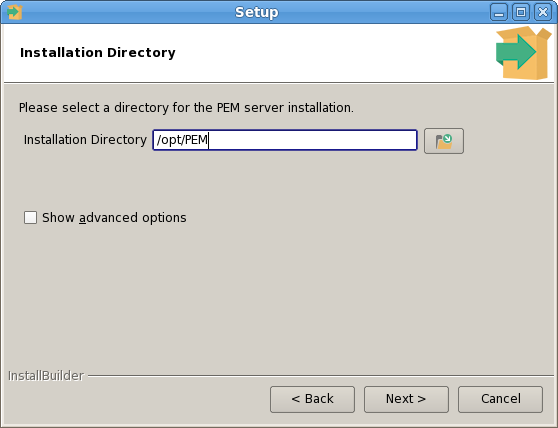 Setup
Installation Directory
Please select a directory for the PEM server installation.
Installation Directory /opt/PEM
Show advanced options
InstallBuilder
< Back Next > Cancel